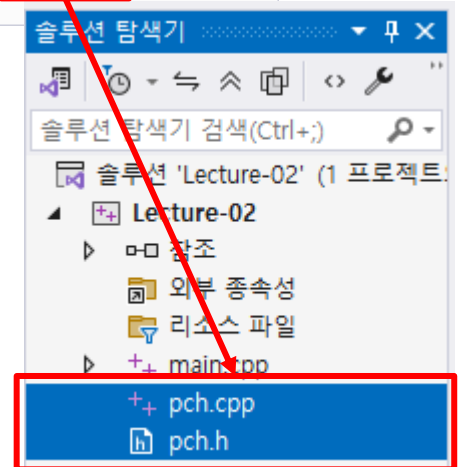 솔루션 탐색기
솔루션 탐색기 검색(Ctrl+;)
솔루션 'Lecture-02' (1 프로젝트
Lecture-02
참조
외부 종속성
리소스 파일
main.cpp
pch.cpp
pch.h